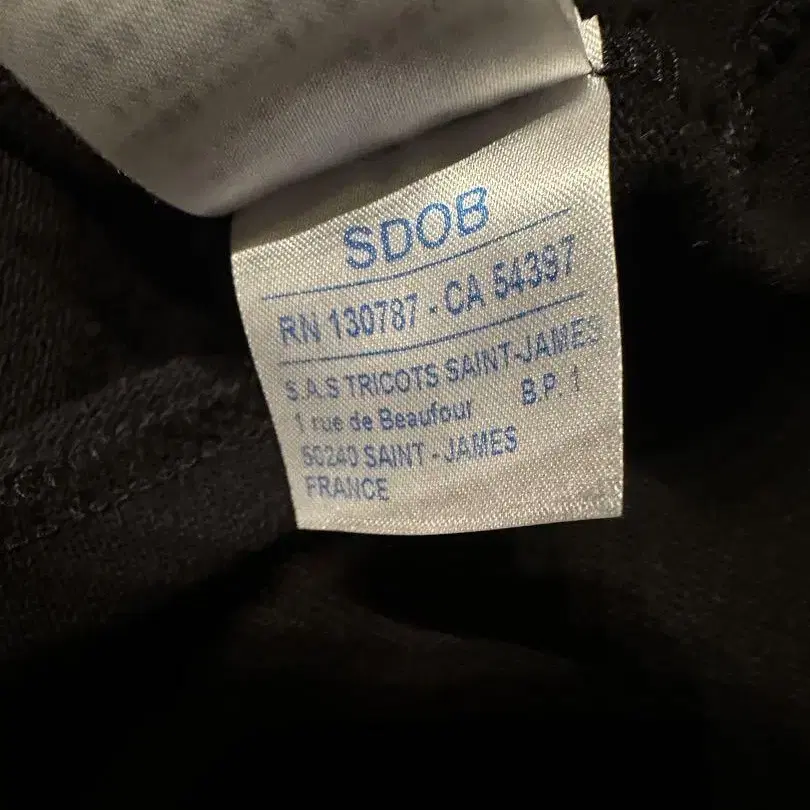 SDOB
RN 130787 - CA 54397
S.A.S TRICOTS SAINT-JAMES
1 rue de Beaufour B.P. 1
50240 SAINT - JAMES
FRANCE